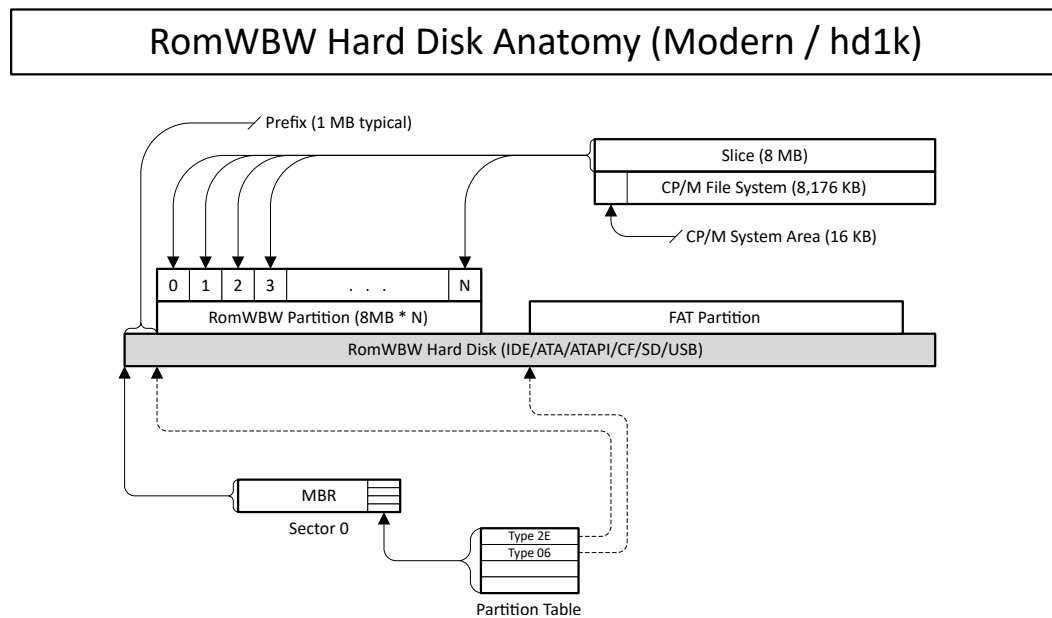 RomWBW Hard Disk Anatomy (Modern / hd1k)
Prefix (1 MB typical)
Slice (8 MB)
CP/M File System (8,176 KB)
CP/M System Area (16 KB)
0 1 2 3 . . . N
RomWBW Partition (8MB * N)
FAT Partition
RomWBW Hard Disk (IDE/ATA/ATAPI/CF/SD/USB)
MBR
Sector 0
Type 2E
Type 06
Partition Table